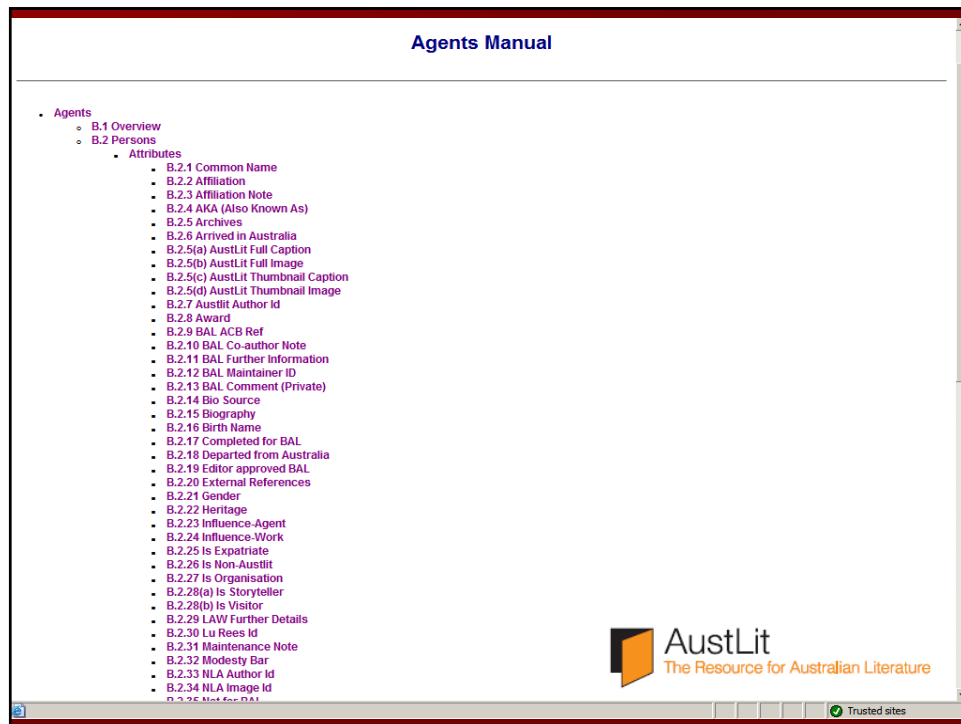 Agents Manual
Agents
B.1 Overview
B.2 Persons
Attributes
B.2.1 Common Name
B.2.2 Affiliation
B.2.3 Affiliation Note
B.2.4 AKA (Also Known As)
B.2.5 Archives
B.2.6 Arrived in Australia
B.2.5(a) AustLit Full Caption
B.2.5(b) AustLit Full Image
B.2.5(c) AustLit Thumbnail Caption
B.2.5(d) AustLit Thumbnail Image
B.2.7 Austlit Author Id
B.2.8 Award
B.2.9 BAL ACB Ref
B.2.10 BAL Co-author Note
B.2.11 BAL Further Information
B.2.12 BAL Maintainer ID
B.2.13 BAL Comment (Private)
B.2.14 Bio Source
B.2.15 Biography
B.2.16 Birth Name
B.2.17 Completed for BAL
B.2.18 Departed from Australia
B.2.19 Editor approved BAL
B.2.20 External References
B.2.21 Gender
B.2.22 Heritage
B.2.23 Influence-Agent
B.2.24 Influence-Work
B.2.25 Is Expatriate
B.2.26 Is Non-Austlit
B.2.27 Is Organisation
B.2.28(a) Is Storyteller
B.2.28(b) Is Visitor
B.2.29 LAW Further Details
B.2.30 Lu Rees Id
B.2.31 Maintenance Note
B.2.32 Modesty Bar
B.2.33 NLA Author Id
B.2.34 NLA Image Id
B.2.35 Not for BAL
AustLit
The Resource for Australian Literature
Trusted sites